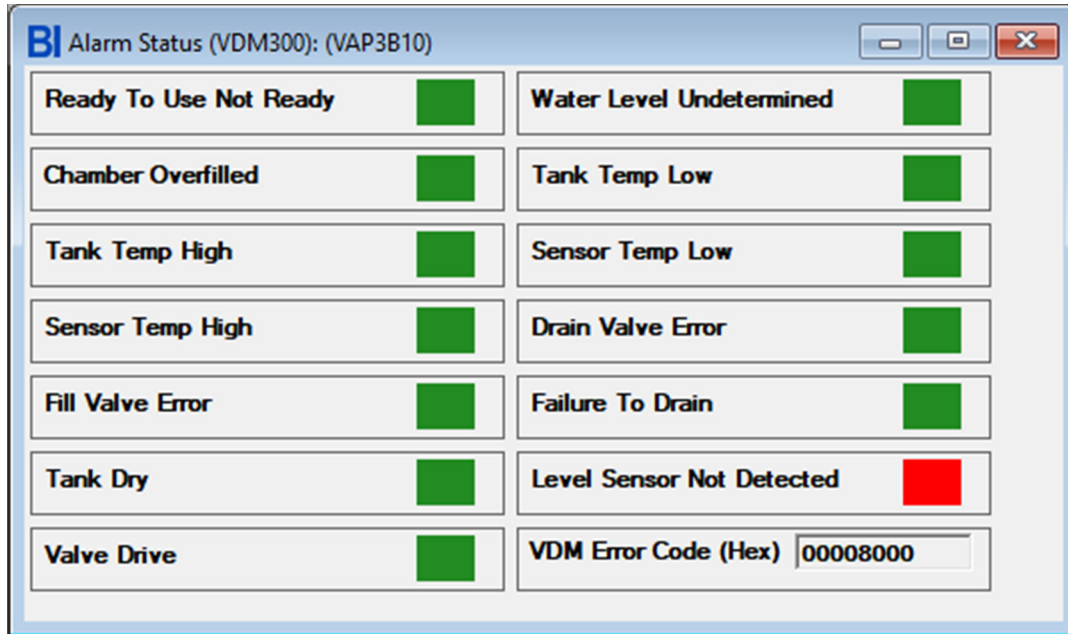 BI Alarm Status (VDM300): (VAP3B10)
Ready To Use Not Ready
Water Level Undetermined
Chamber Overfilled
Tank Temp Low
Tank Temp High
Sensor Temp Low
Sensor Temp High
Drain Valve Error
Fill Valve Error
Failure To Drain
Tank Dry
Level Sensor Not Detected
Valve Drive
VDM Error Code (Hex) 00008000